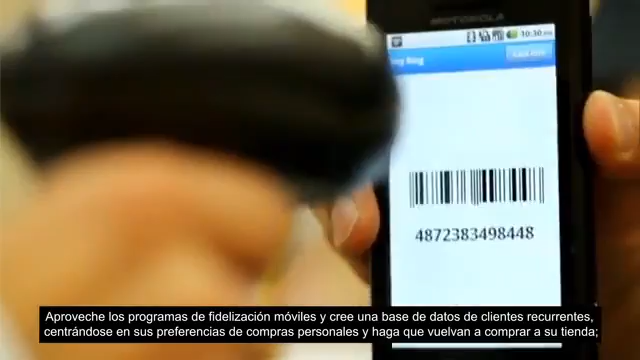 MOTOROLA
10:30
4872383498448
Aproveche los programas de fidelización móviles y cree una base de datos de clientes recurrentes,
centrándose en sus preferencias de compras personales y haga que vuelvan a comprar a su tienda;